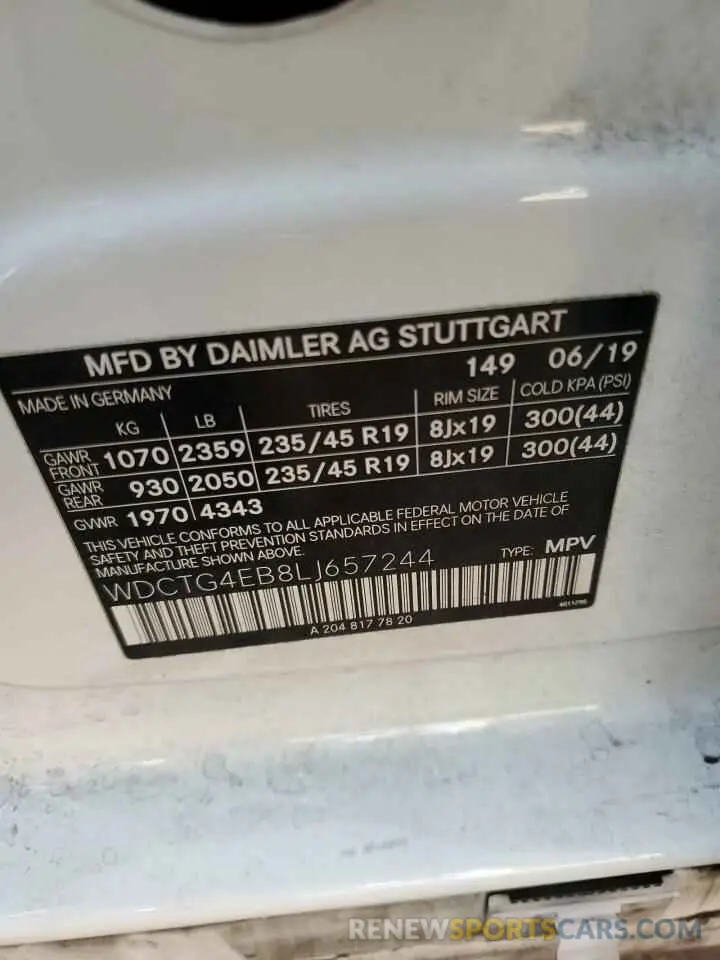 MFD BY DAIMLER AG STUTTGART
MADE IN GERMANY 149 06/19
KG LB TIRES RIM SIZE COLD KPA (PSI)
GAWR FRONT 1070 2359 235/45 R19 8Jx19 300(44)
GAWR REAR 930 2050 235/45 R19 8Jx19 300(44)
GVWR 1970 4343
THIS VEHICLE CONFORMS TO ALL APPLICABLE FEDERAL MOTOR VEHICLE
SAFETY AND THEFT PREVENTION STANDARDS IN EFFECT ON THE DATE OF
MANUFACTURE SHOWN ABOVE.
WDCTG4EB8LJ657244 TYPE: MPV
A 204 817 78 20
RENEWSPORTSCARS.COM